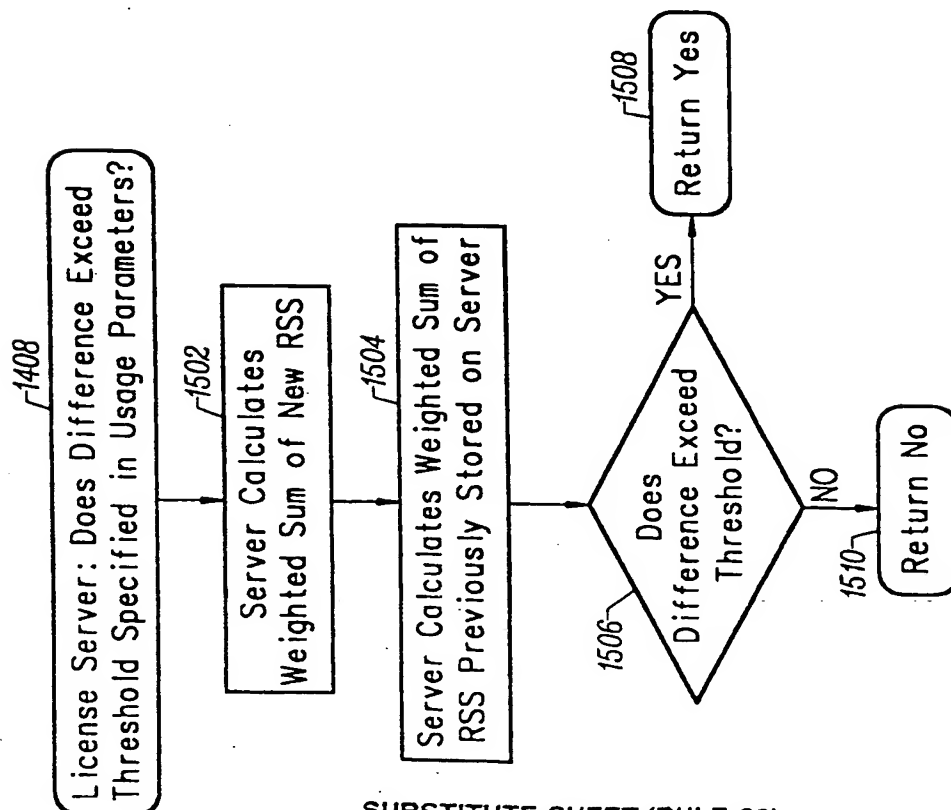 1408
License Server: Does Difference Exceed
Threshold Specified in Usage Parameters?
1502
Server Calculates
Weighted Sum of New RSS
1504
Server Calculates Weighted Sum of
RSS Previously Stored on Server
1506
Does
Difference Exceed
Threshold?
YES
1508
Return Yes
NO
1510
Return No